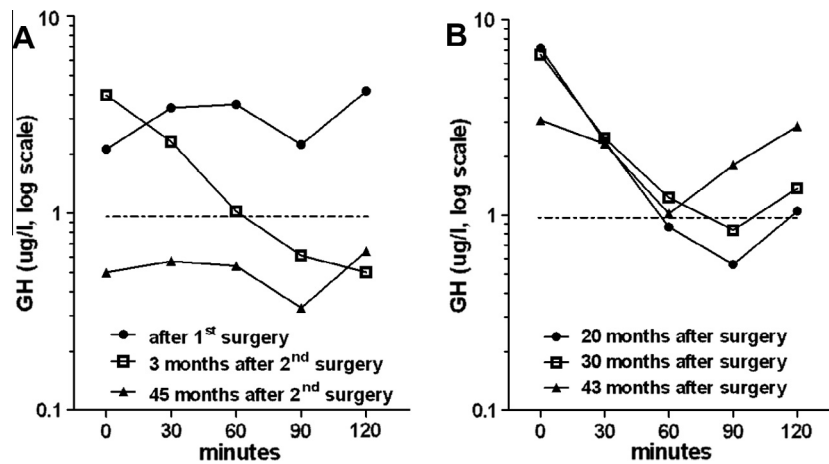 A
GH (ug/l, log scale)
10
1
0.1
after 1st surgery
3 months after 2nd surgery
45 months after 2nd surgery
0 30 60 90 120
minutes
B
GH (ug/l, log scale)
10
1
0.1
20 months after surgery
30 months after surgery
43 months after surgery
0 30 60 90 120
minutes